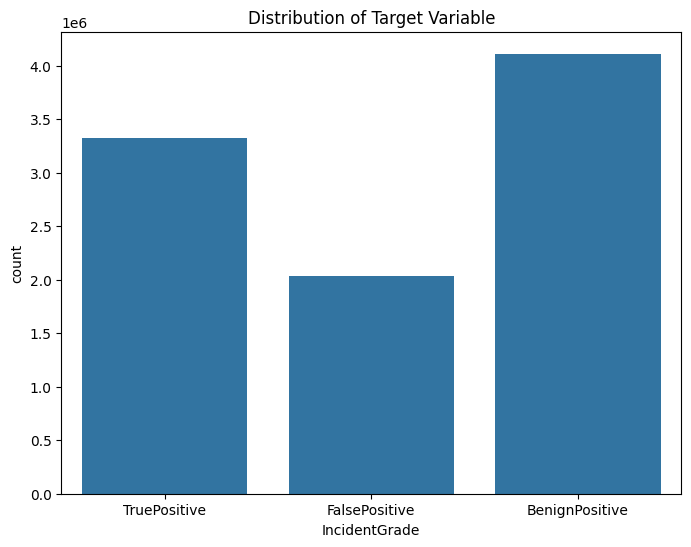 Distribution of Target Variable
1e6
4.0
3.5
3.0
2.5
2.0
1.5
1.0
0.5
0.0
count
TruePositive FalsePositive BenignPositive
IncidentGrade